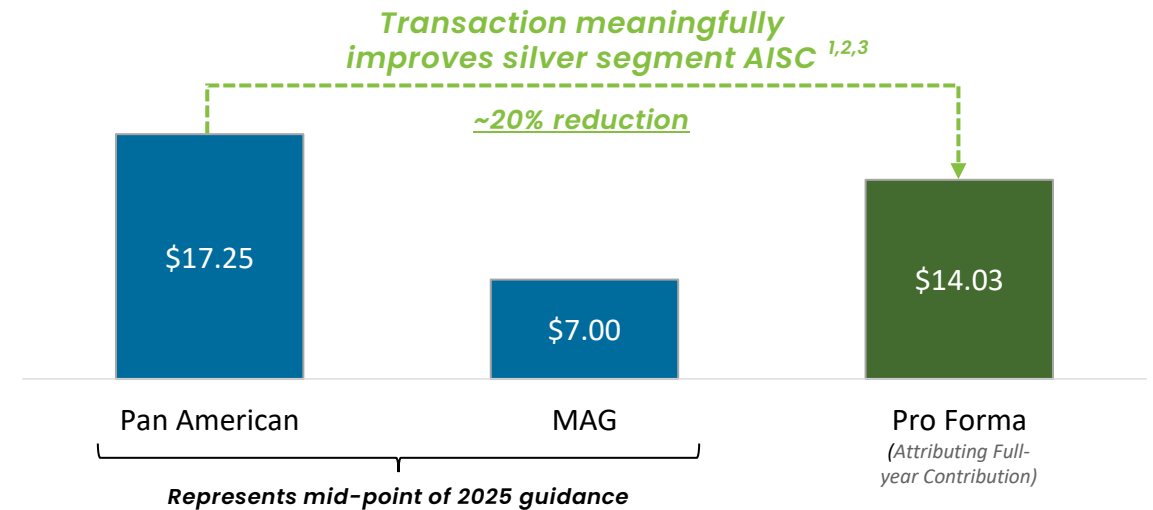 Transaction meaningfully
improves silver segment AISC 1,2,3
~20% reduction
$17.25
$7.00
$14.03
Pan American
MAG
Pro Forma
(Attributing Full-
year Contribution)
Represents mid-point of 2025 guidance